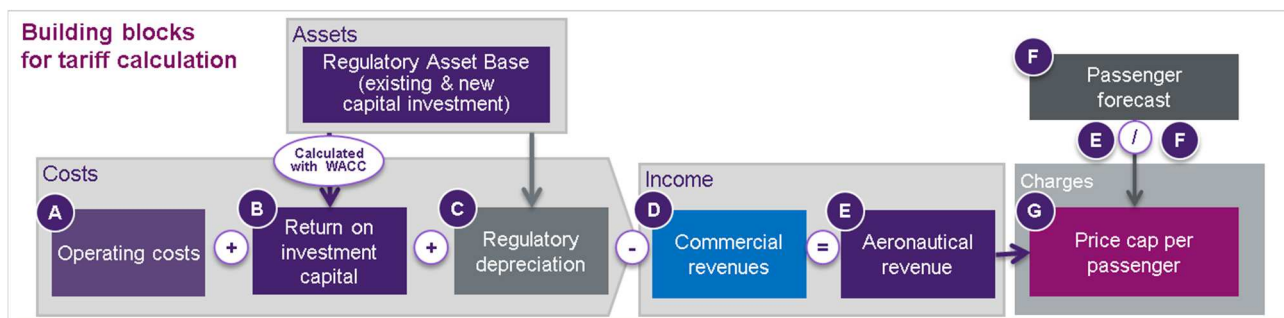 Building blocks
for tariff calculation
Assets
Regulatory Asset Base
(existing & new
capital investment)
Calculated
with WACC
Costs
A
Operating costs
+
B
Return on
investment
capital
+
C
Regulatory
depreciation
-
Income
D
Commercial
revenues
=
E
Aeronautical
revenue
F
Passenger
forecast
E
/
F
Charges
G
Price cap per
passenger